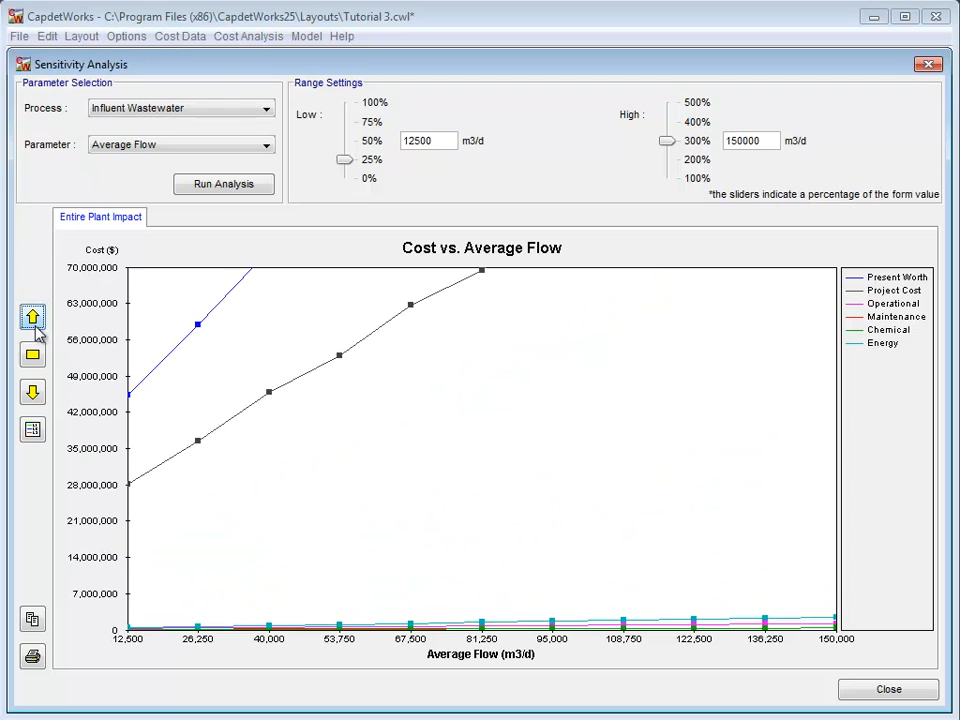 CapdetWorks - C:\Program Files (x86)\CapdetWorks25\Layouts\Tutorial 3.cwl*
File Edit Layout Options Cost Data Cost Analysis Model Help
Sensitivity Analysis
Parameter Selection
Process : Influent Wastewater
Parameter : Average Flow
Run Analysis
Range Settings
Low :
100%
75%
50%
25%
0%
12500 m3/d
High :
500%
400%
300%
200%
100%
150000 m3/d
*the sliders indicate a percentage of the form value
Entire Plant Impact
Cost ($)
Cost vs. Average Flow
70,000,000
63,000,000
56,000,000
49,000,000
42,000,000
35,000,000
28,000,000
21,000,000
14,000,000
7,000,000
0
12,500 26,250 40,000 53,750 67,500 81,250 95,000 108,750 122,500 136,250 150,000
Average Flow (m3/d)
Present Worth
Project Cost
Operational
Maintenance
Chemical
Energy
Close